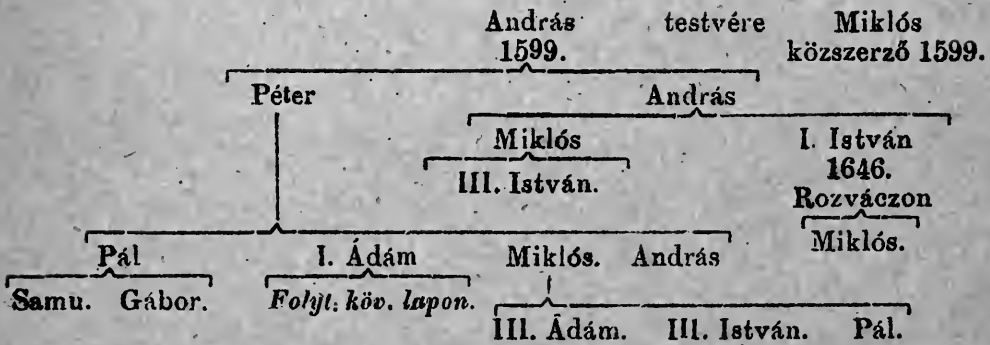 András testvére Miklós
1599. közszerző 1599.
Péter András
Miklós I. István
III. István. 1646.
Rozváczon
Miklós.
Pál I. Ádám Miklós. András
Samu. Gábor. Folyt. köv. lapon.
III. Ádám. III. István. Pál.